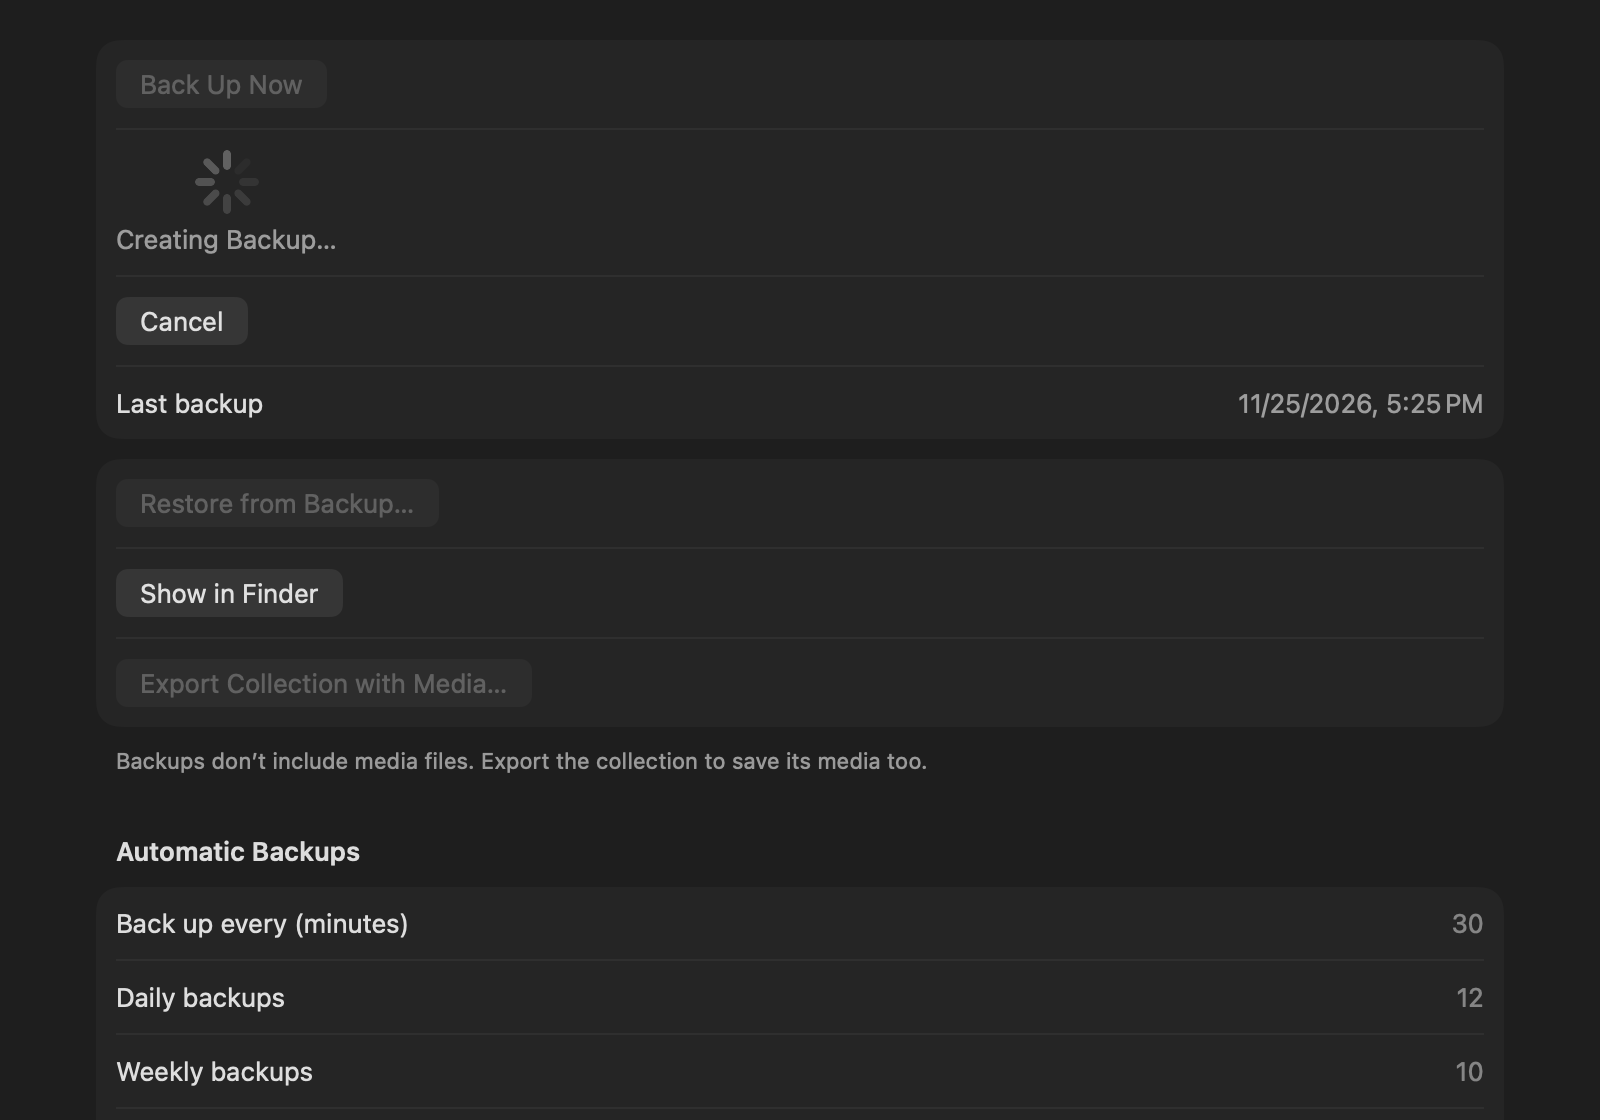 Back Up Now
Creating Backup...
Cancel
Last backup 11/25/2026, 5:25 PM
Restore from Backup...
Show in Finder
Export Collection with Media...
Backups don’t include media files. Export the collection to save its media too.
Automatic Backups
Back up every (minutes) 30
Daily backups 12
Weekly backups 10